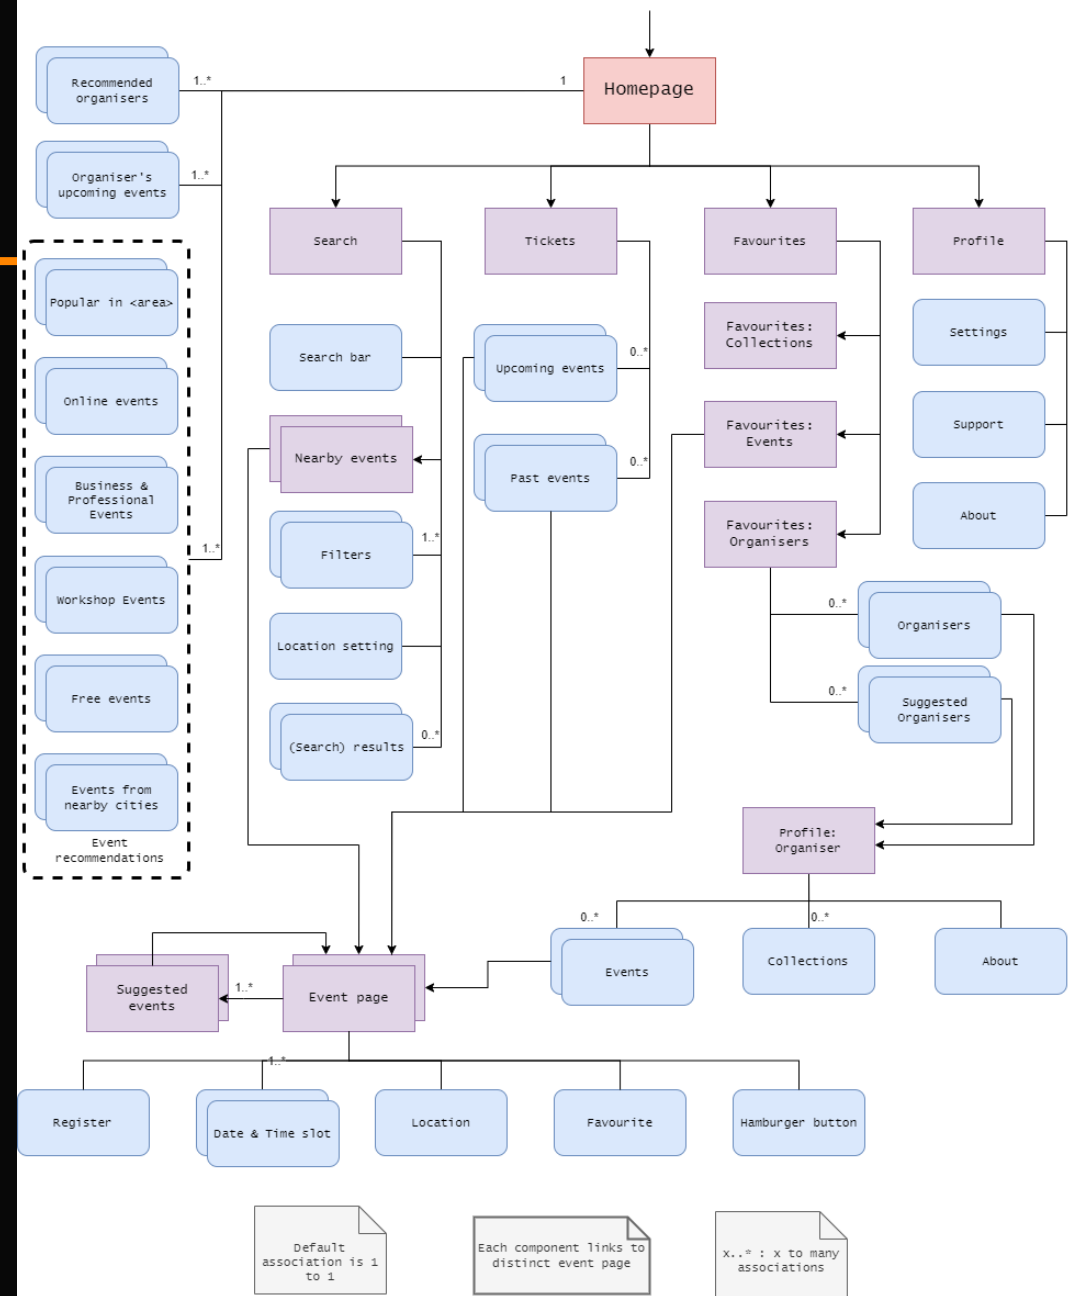 Homepage
1
1..*
Recommended
organisers
1..*
Organiser's
upcoming events
Popular in <area>
Online events
Business &
Professional
Events
1..*
Workshop Events
Free events
Events from
nearby cities
Event
recommendations
Search
Search bar
Nearby events
1..*
Filters
Location setting
0..*
(Search) results
Tickets
0..*
Upcoming events
0..*
Past events
Favourites
Favourites:
Collections
Favourites:
Events
Favourites:
Organisers
0..*
Organisers
0..*
Suggested
Organisers
Profile
Settings
Support
About
Profile:
Organiser
0..*
0..*
Events
Collections
About
Suggested
events
1..*
Event page
1..*
Register
Date & Time slot
Location
Favourite
Hamburger button
Default
association is 1
to 1
Each component links to
distinct event page
x..* : x to many
associations